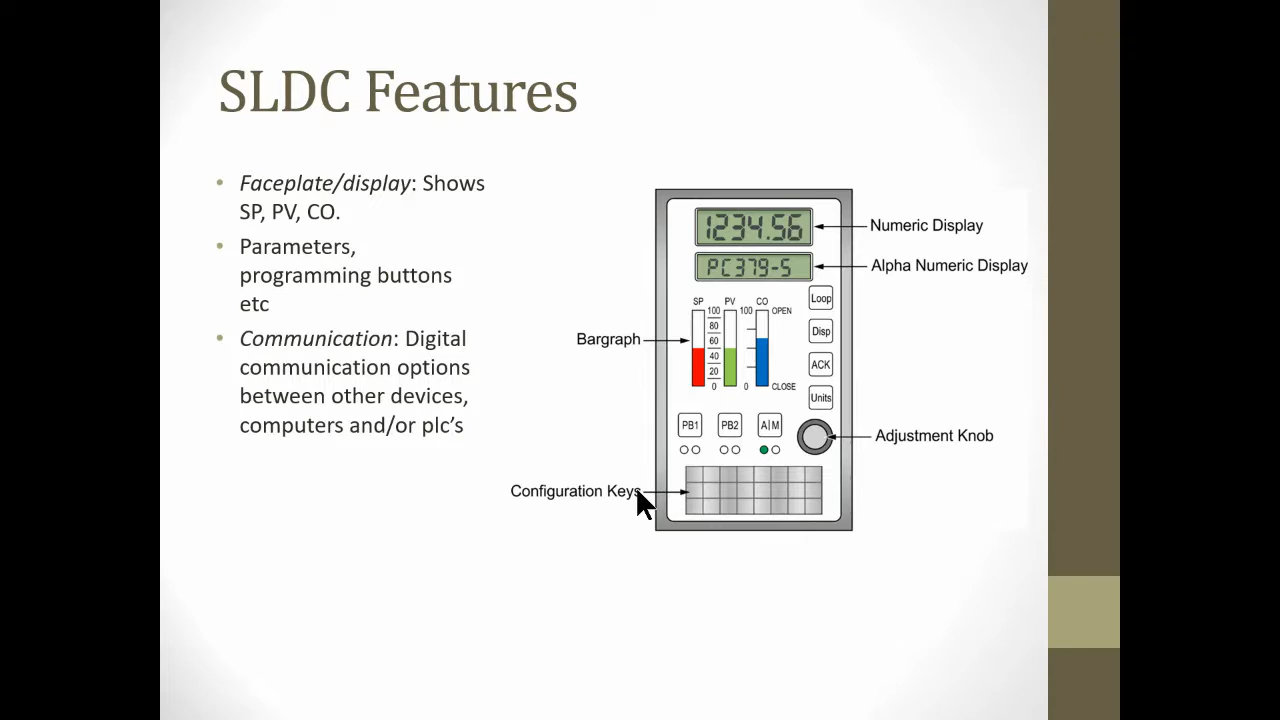 SLDC Features
• Faceplate/display: Shows
SP, PV, CO.
• Parameters,
programming buttons
etc
• Communication: Digital
communication options
between other devices,
computers and/or plc's
1234.56
Numeric Display
PC379-5
Alpha Numeric Display
SP PV CO
100 100 OPEN
80
60
40
20
0 0 CLOSE
Bargraph
Loop
Disp
ACK
Units
PB1 PB2 A|M
Adjustment Knob
Configuration Keys